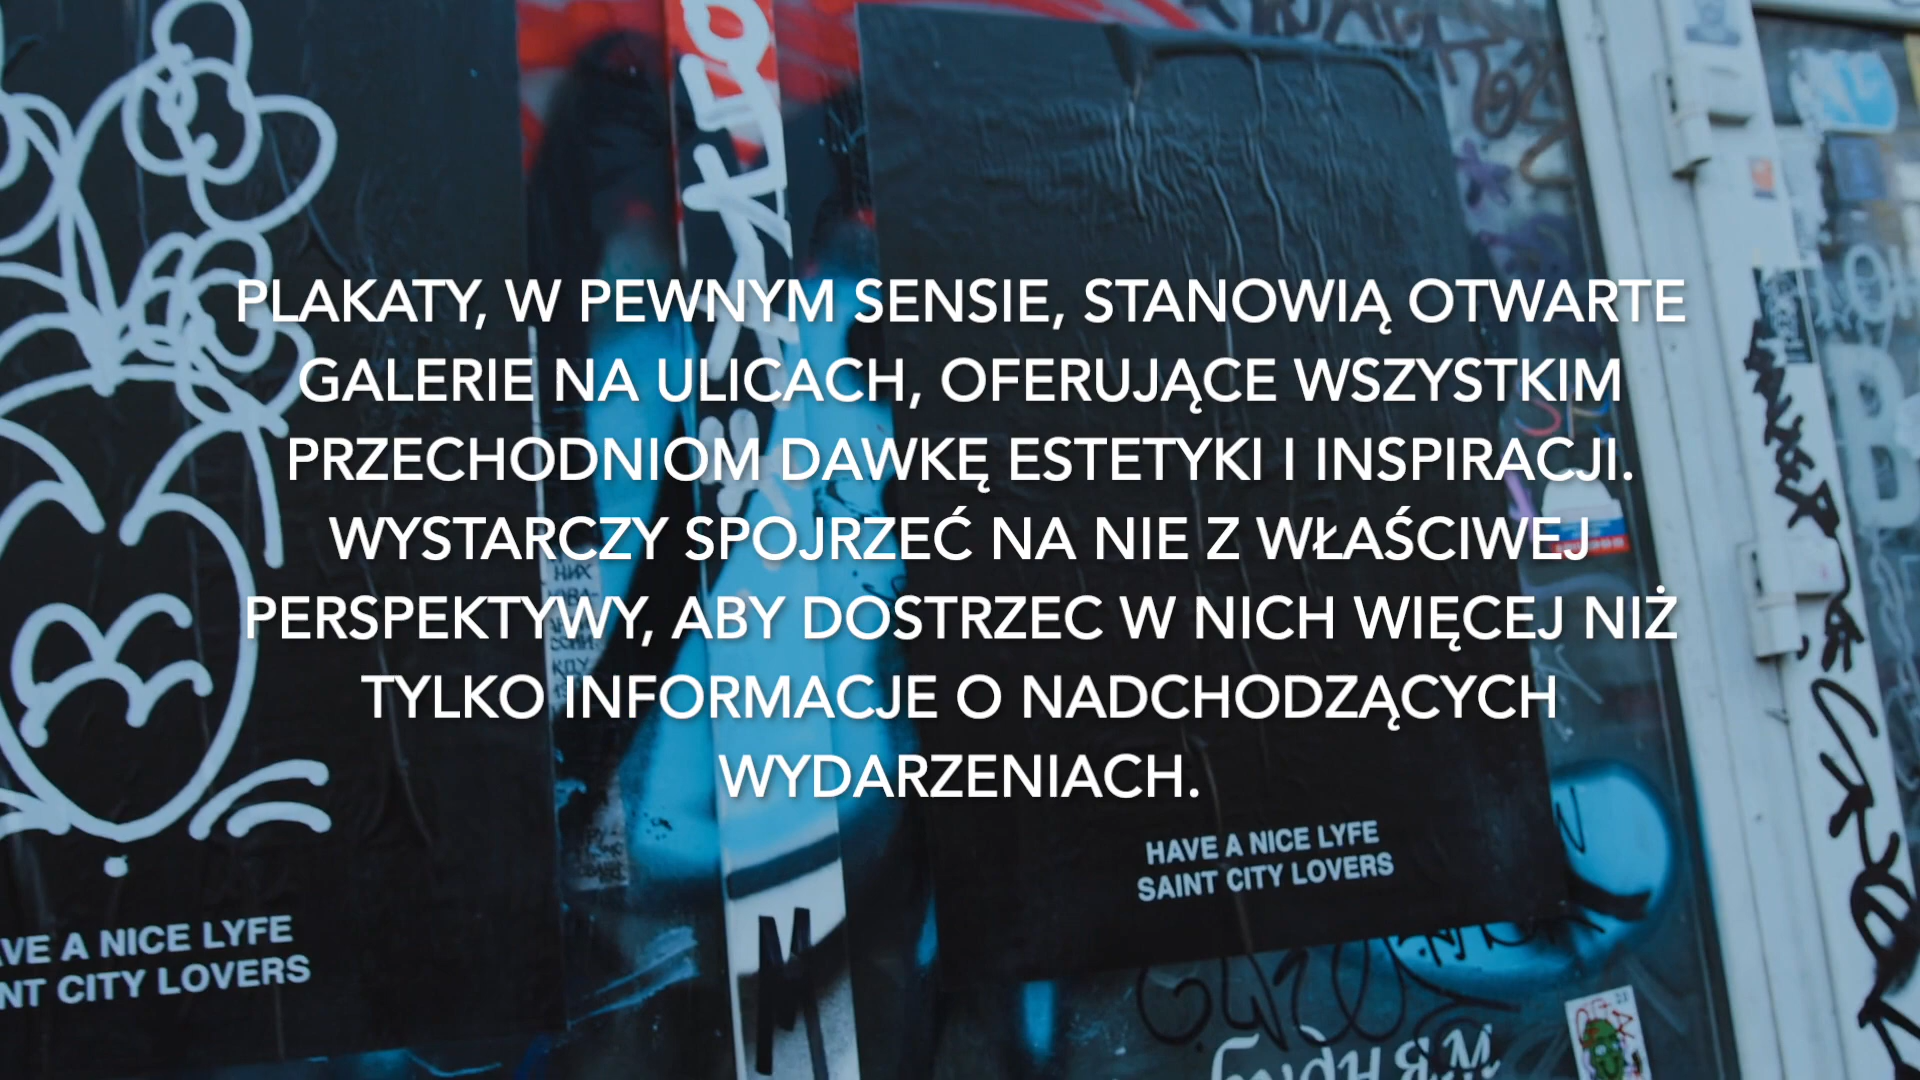 PLAKATY, W PEWNYM SENSIE, STANOWIĄ OTWARTE
GALERIE NA ULICACH, OFERUJĄCE WSZYSTKIM
PRZECHODNIOM DAWKĘ ESTETYKI I INSPIRACJI.
WYSTARCZY SPOJRZEĆ NA NIE Z WŁAŚCIWEJ
PERSPEKTYWY, ABY DOSTRZEC W NICH WIĘCEJ NIŻ
TYLKO INFORMACJE O NADCHODZĄCYCH
WYDARZENIACH.
HAVE A NICE LYFE
SAINT CITY LOVERS
VE A NICE LYFE
NT CITY LOVERS